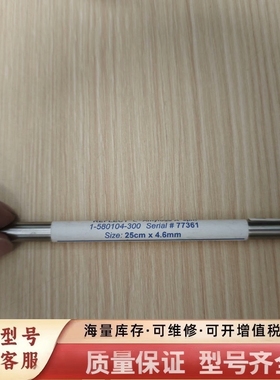 1-580104-300 Serial # 77361
Size: 25cm x 4.6mm
型号
客服
海量库存·可维修·可开增值税
质量保证 型号齐全